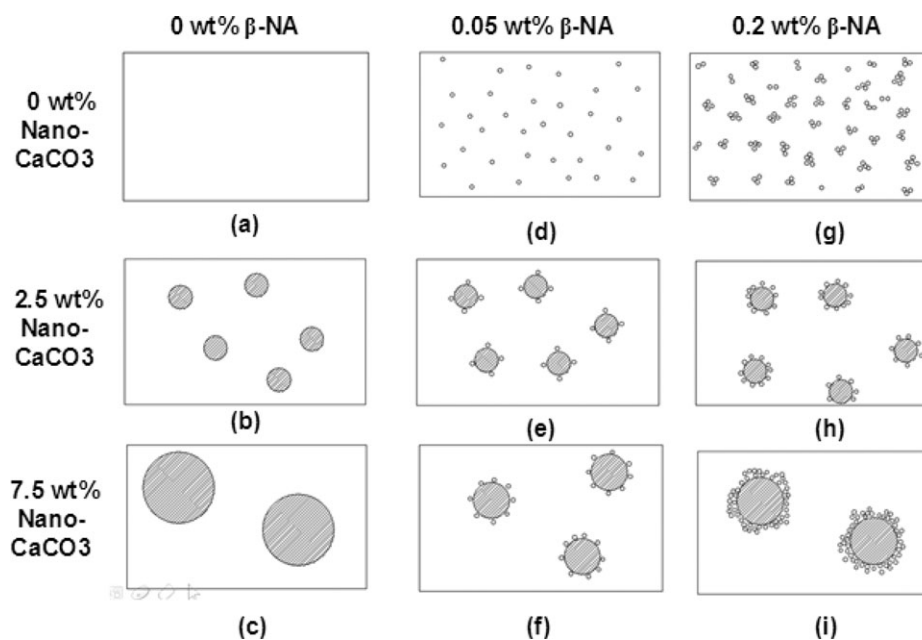 0 wt% β-NA
0.05 wt% β-NA
0.2 wt% β-NA
0 wt%
Nano-
CaCO3
(a)
(d)
(g)
2.5 wt%
Nano-
CaCO3
(b)
(e)
(h)
7.5 wt%
Nano-
CaCO3
(c)
(f)
(i)